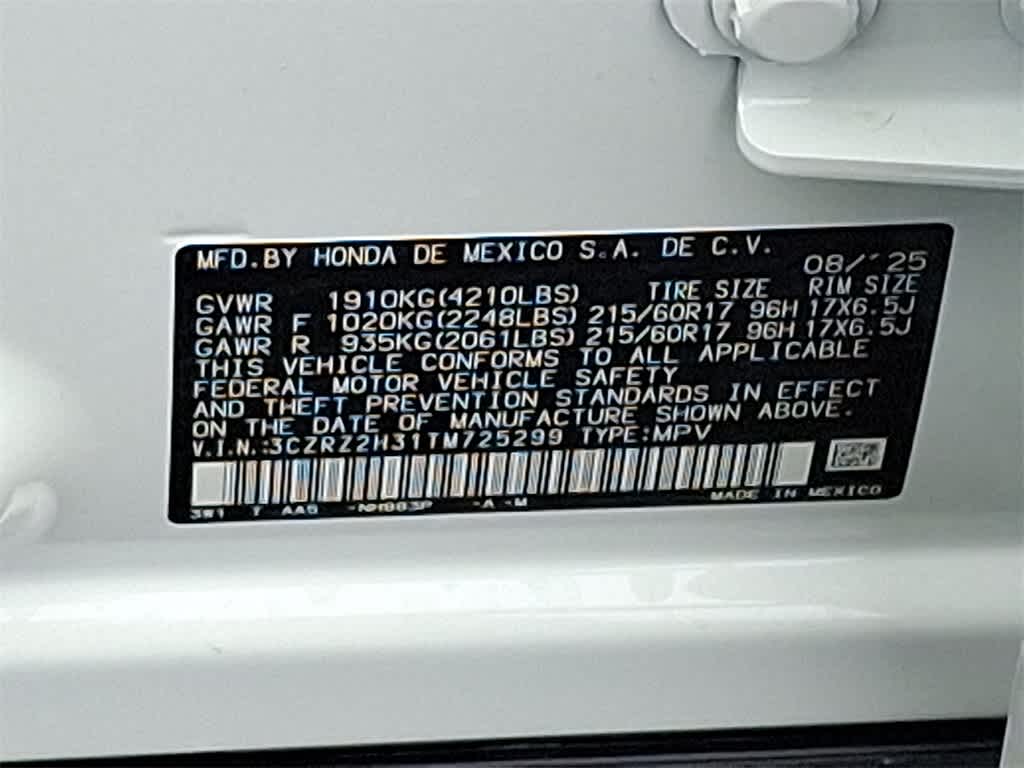 MFD.BY HONDA DE MEXICO S.A. DE C.V.
08/'25
GVWR 1910KG(4210LBS) TIRE SIZE RIM SIZE
GAWR F 1020KG(2248LBS) 215/60R17 96H 17X6.5J
GAWR R 935KG(2061LBS) 215/60R17 96H 17X6.5J
THIS VEHICLE CONFORMS TO ALL APPLICABLE
FEDERAL MOTOR VEHICLE SAFETY
AND THEFT PREVENTION STANDARDS IN EFFECT
ON THE DATE OF MANUFACTURE SHOWN ABOVE.
V.I.N.:3CZRZ2H31TM725299 TYPE:MPV
3W1 Y AA6 -NH883P -A -M MADE IN MEXICO